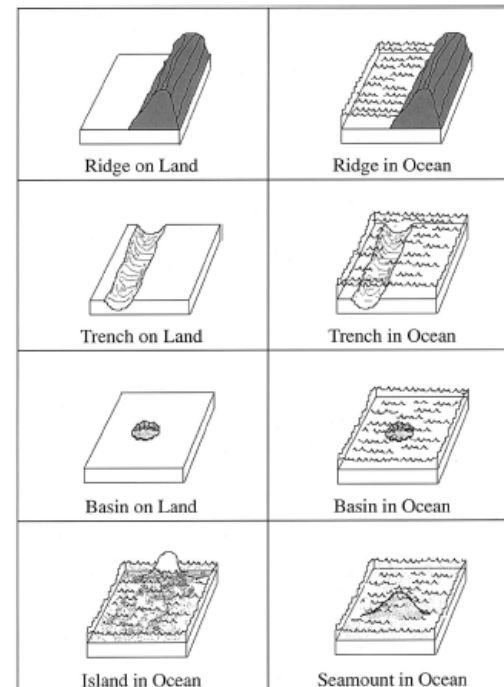 Ridge on Land
Ridge in Ocean
Trench on Land
Trench in Ocean
Basin on Land
Basin in Ocean
Island in Ocean
Seamount in Ocean